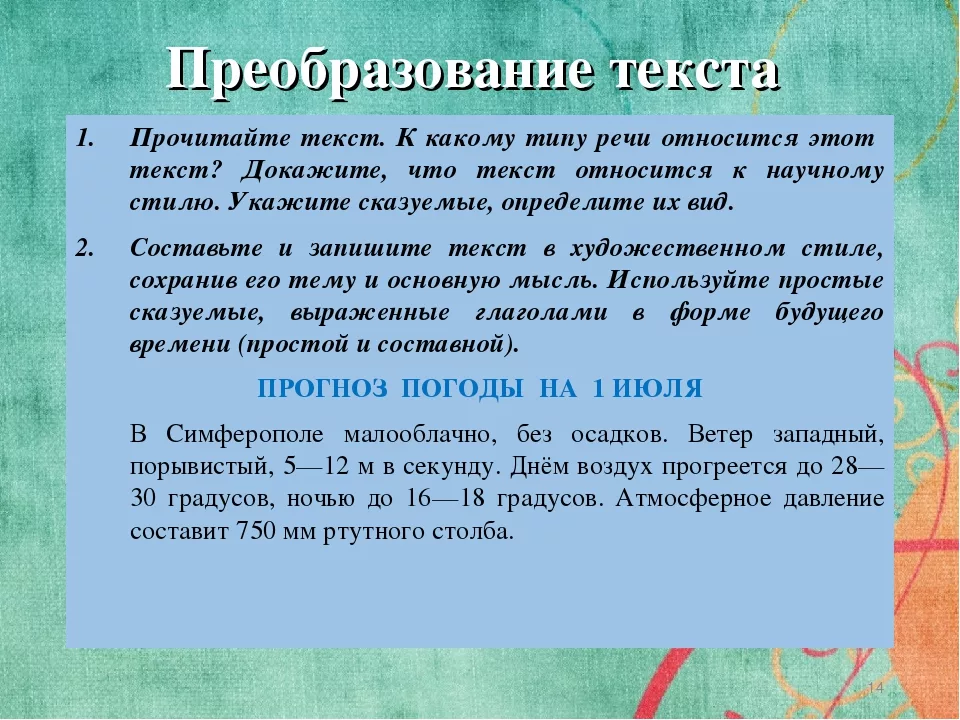 Преобразование текста
1. Прочитайте текст. К какому типу речи относится этот
текст? Докажите, что текст относится к научному
стилю. Укажите сказуемые, определите их вид.
2. Составьте и запишите текст в художественном стиле,
сохранив его тему и основную мысль. Используйте простые
сказуемые, выраженные глаголами в форме будущего
времени (простой и составной).
ПРОГНОЗ ПОГОДЫ НА 1 ИЮЛЯ
В Симферополе малооблачно, без осадков. Ветер западный,
порывистый, 5—12 м в секунду. Днём воздух прогреется до 28—
30 градусов, ночью до 16—18 градусов. Атмосферное давление
составит 750 мм ртутного столба.
14